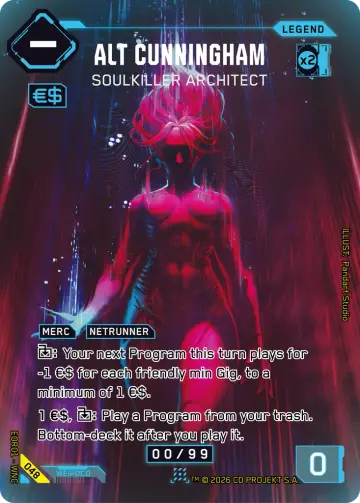 LEGEND
ALT CUNNINGHAM
x2
SOULKILLER ARCHITECT
€$
ILLUST. Pandart Studio
MERC NETRUNNER
: Your next Program this turn plays for
-1 €$ for each friendly min Gig, to a
minimum of 1 €$.
1 €$, : Play a Program from your trash.
Bottom-deck it after you play it.
00/99
048
0
™ © 2026 CD PROJEKT S.A.